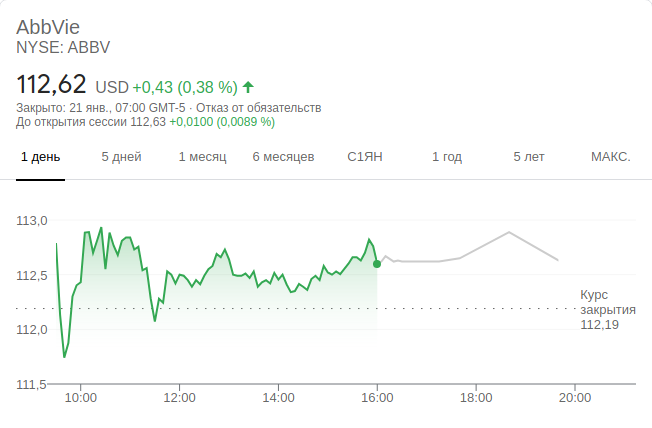 AbbVie
NYSE: ABBV
112,62 USD +0,43 (0,38 %)
Закрыто: 21 янв., 07:00 GMT-5 · Отказ от обязательств
До открытия сессии 112,63 +0,0100 (0,0089 %)
1 день 5 дней 1 месяц 6 месяцев С1ЯН 1 год 5 лет МАКС.
113,0
112,5
Курс
закрытия
112,19
112,0
111,5
10:00 12:00 14:00 16:00 18:00 20:00